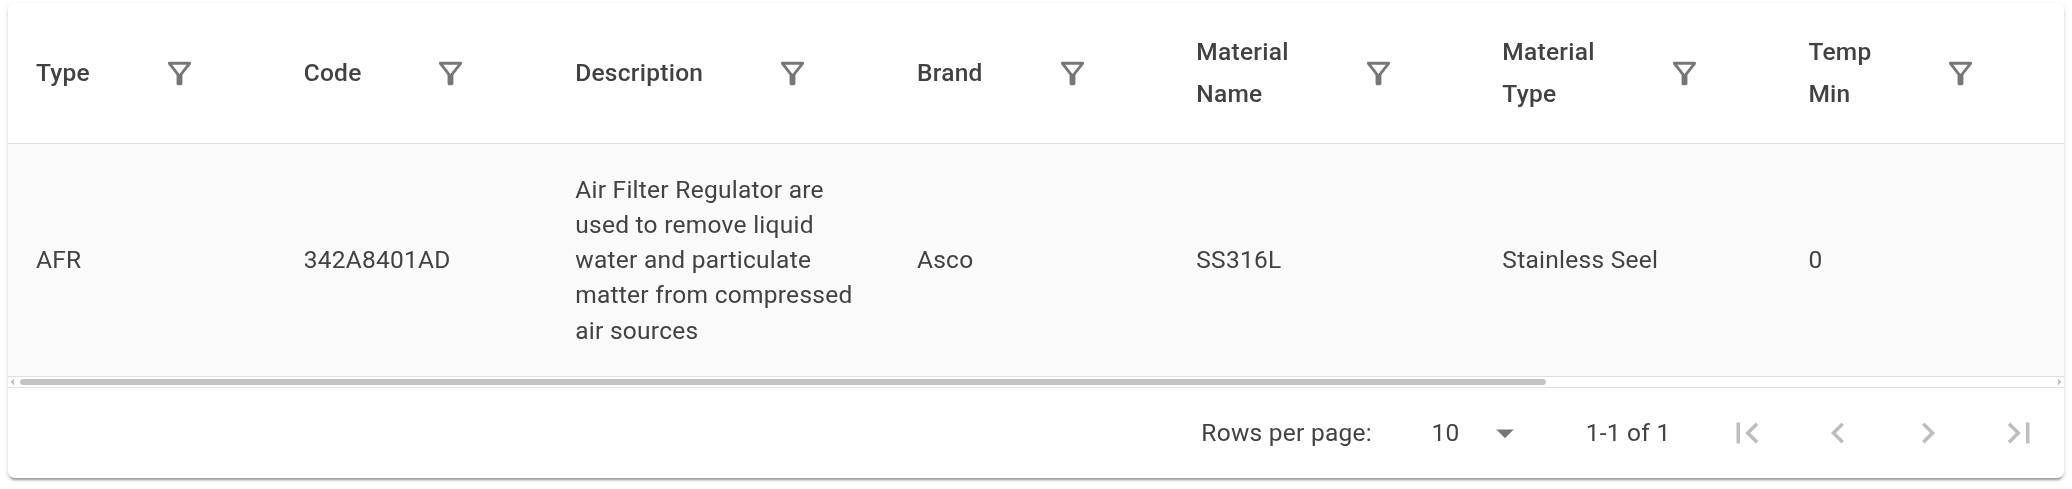 Type Code Description Brand Material Name Material Type Temp Min
AFR 342A8401AD Air Filter Regulator are
used to remove liquid
water and particulate
matter from compressed
air sources Asco SS316L Stainless Seel 0
Rows per page: 10 1-1 of 1